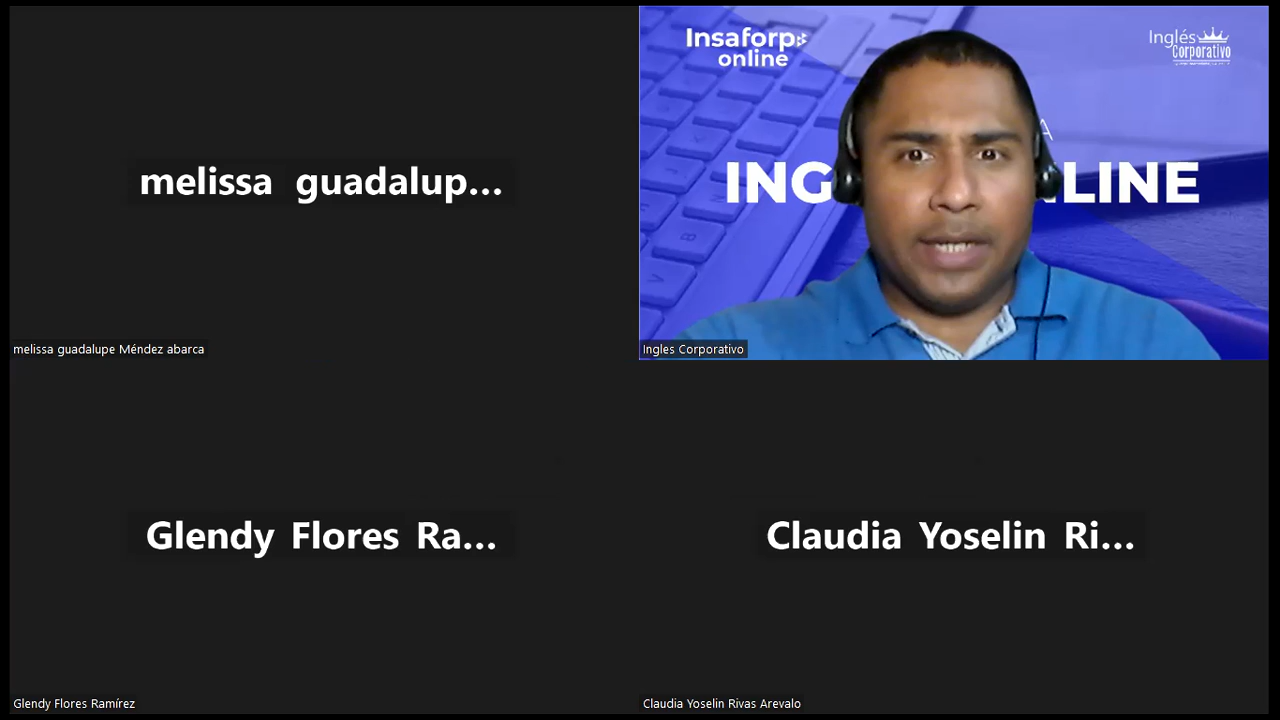 melissa guadalup...
melissa guadalupe Méndez abarca
Insaforp
online
Inglés
Corporativo
A
ING
LINE
Ingles Corporativo
Glendy Flores Ra...
Glendy Flores Ramírez
Claudia Yoselin Ri...
Claudia Yoselin Rivas Arevalo